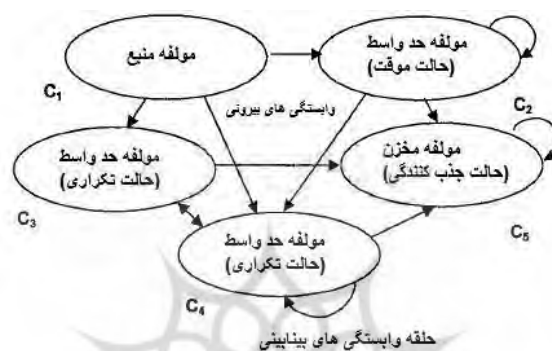 مولفه منبع
مولفه حد واسط
(حالت موقت)
C1
وابستگی های بیرونی
C2
مولفه حد واسط
(حالت تکراری)
مولفه مخزن
(حالت جذب کنندگی)
C3
C5
مولفه حد واسط
(حالت تکراری)
C4
حلقه وابستگی های بینابینی